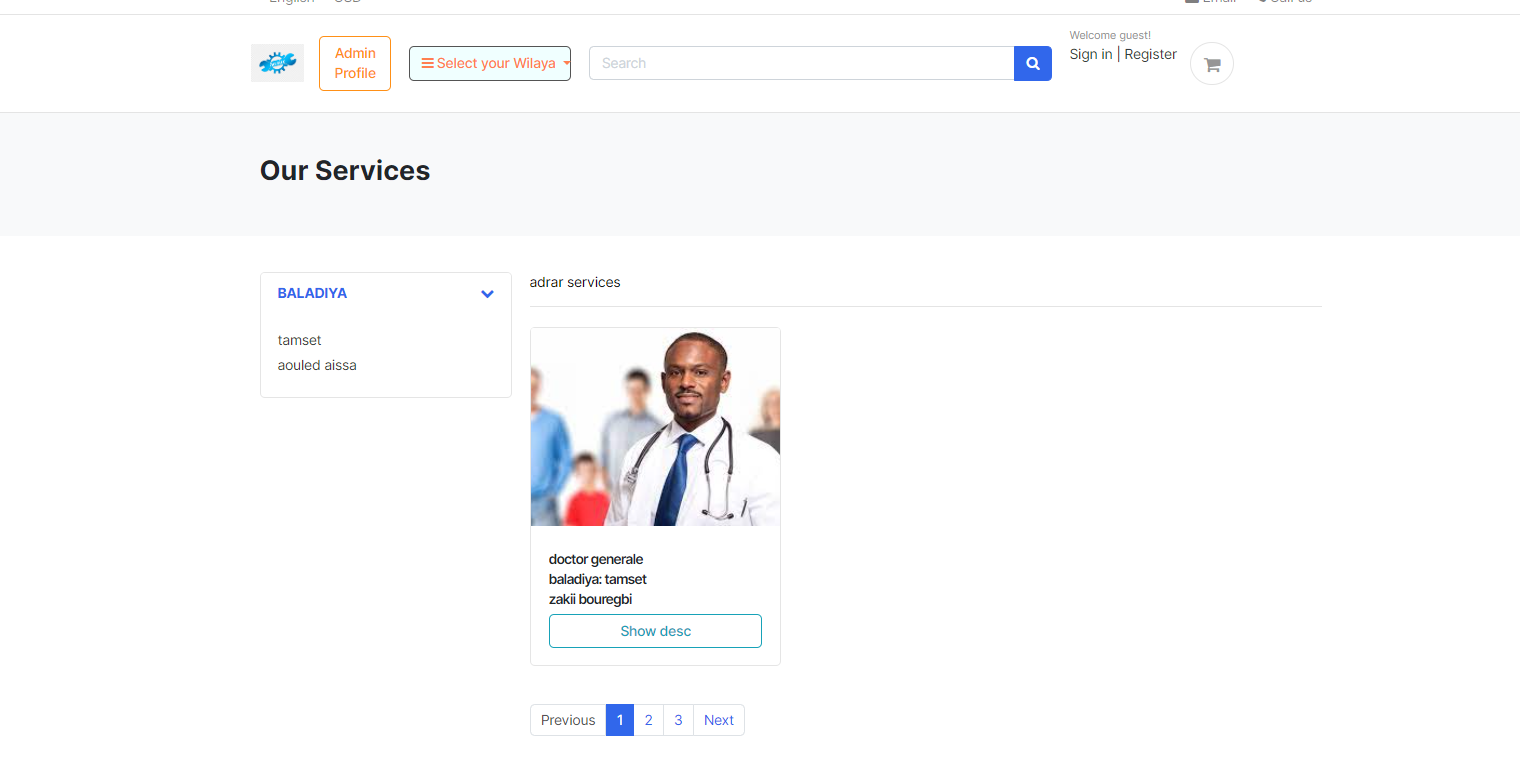 English
USD
Email
Call us
Admin
Profile
Select your Wilaya
Search
Welcome guest!
Sign in | Register
Our Services
BALADIYA
tamset
aouled aissa
adrar services
doctor generale
baladiya: tamset
zakii bouregbi
Show desc
Previous 1 2 3 Next